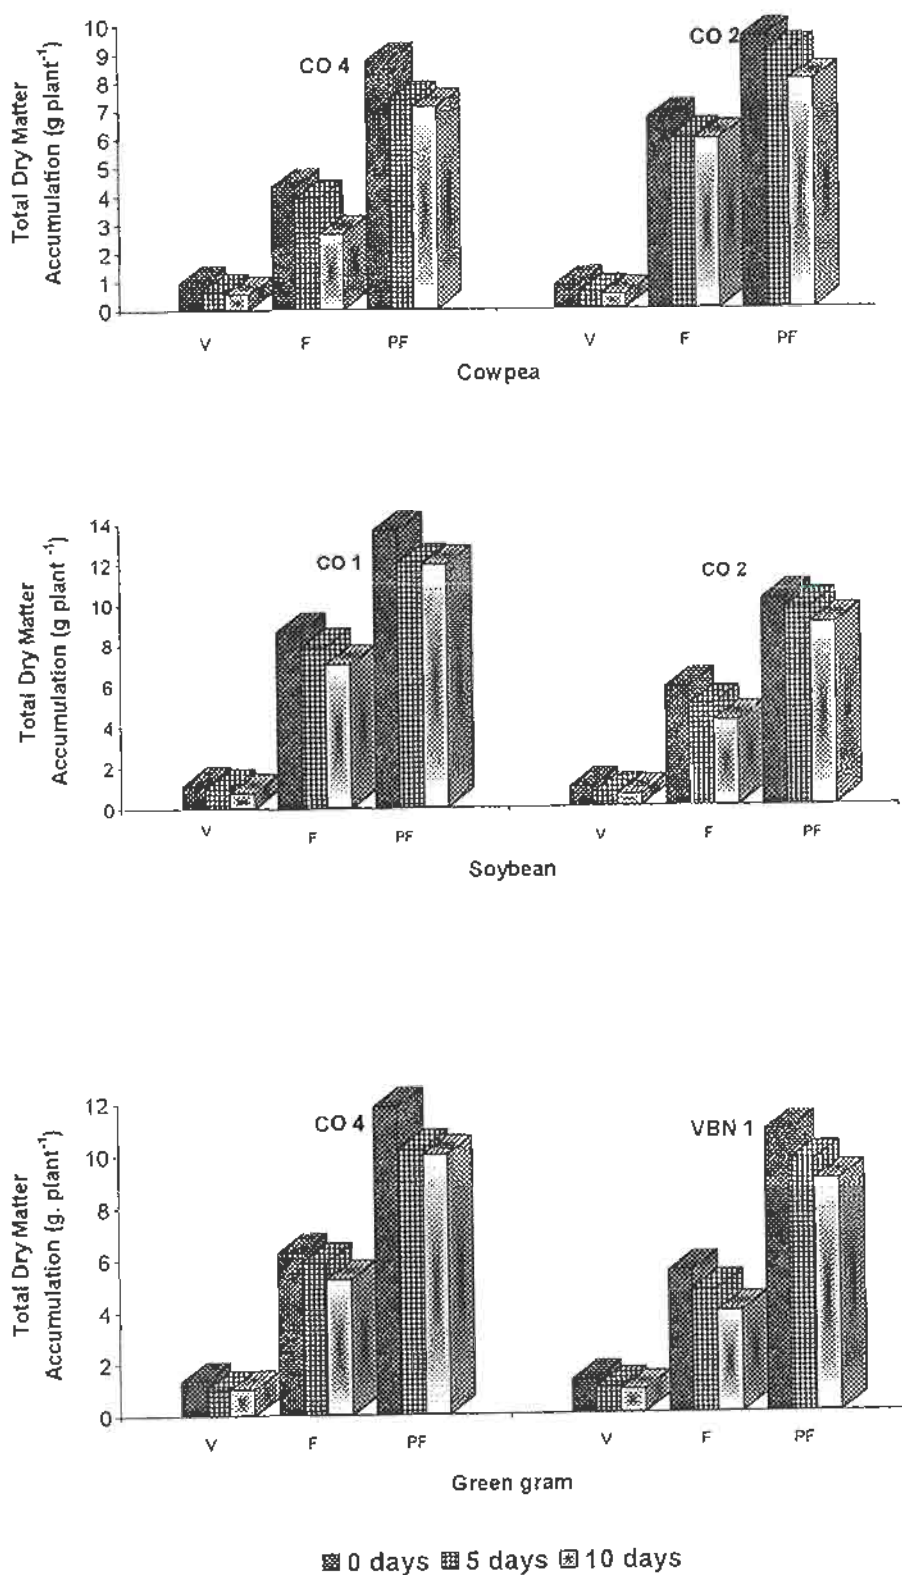 Total Dry Matter
Accumulation (g plant-1)
10
9
8
7
6
5
4
3
2
1
0
CO 4
CO 2
V
F
PF
V
F
PF
Cowpea
Total Dry Matter
Accumulation (g plant -1)
14
12
10
8
6
4
2
0
CO 1
CO 2
V
F
PF
V
F
PF
Soybean
Total Dry Matter
Accumulation (g. plant-1)
12
10
8
6
4
2
0
CO 4
VBN 1
V
F
PF
V
F
PF
Green gram
0 days 5 days 10 days